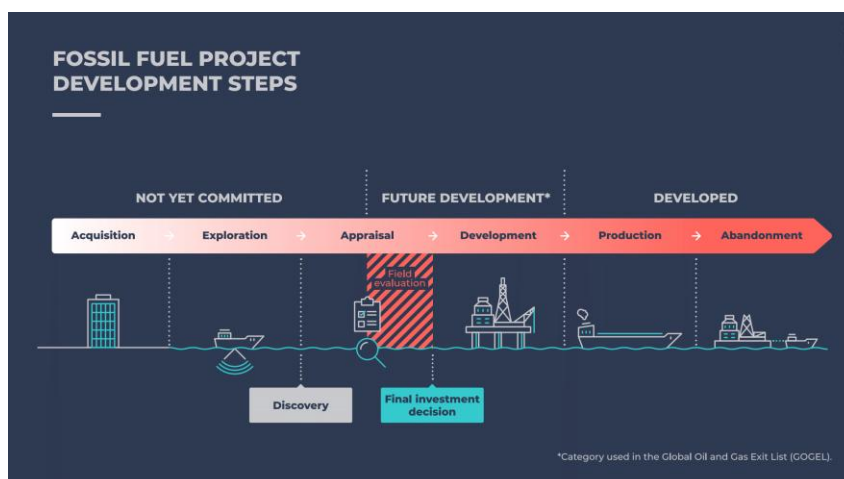 FOSSIL FUEL PROJECT
DEVELOPMENT STEPS
NOT YET COMMITTED
FUTURE DEVELOPMENT*
DEVELOPED
Acquisition → Exploration → Appraisal → Development → Production → Abandonment
Field
evaluation
Discovery
Final investment
decision
*Category used in the Global Oil and Gas Exit List (GOGEL).